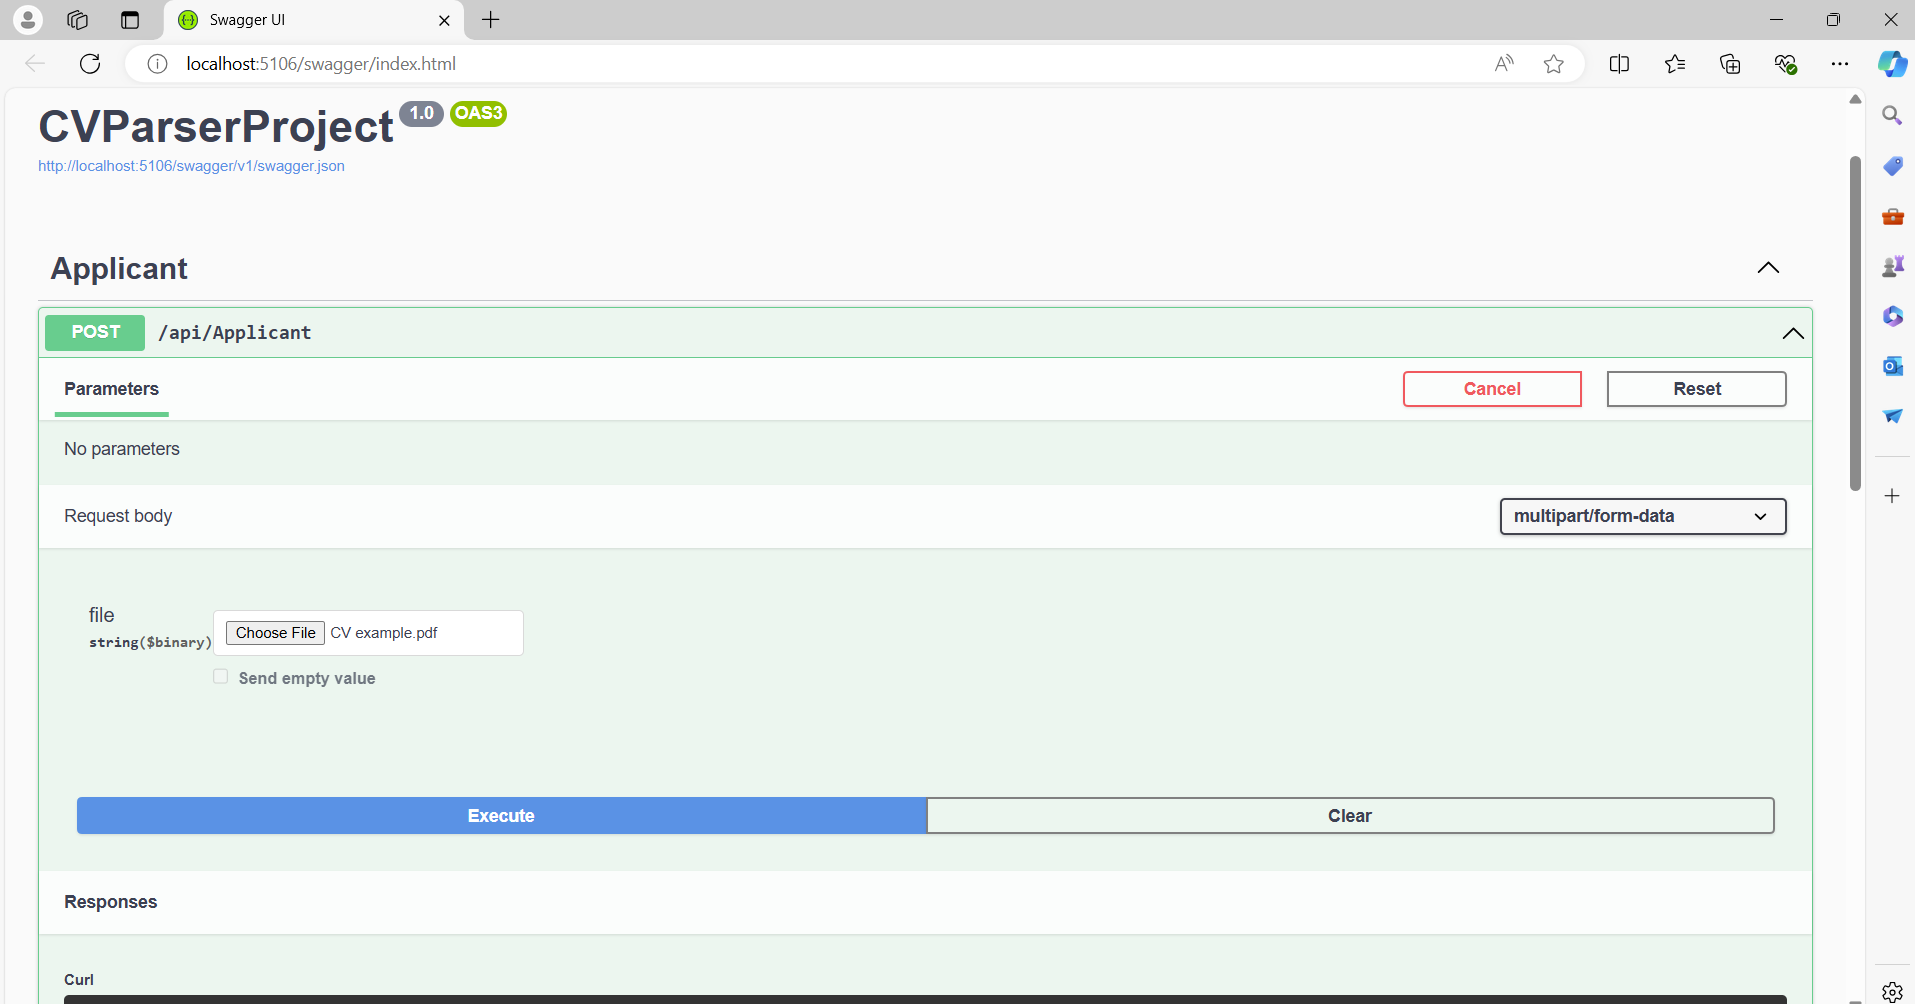 Swagger UI
localhost:5106/swagger/index.html
CVParserProject 1.0 OAS3
http://localhost:5106/swagger/v1/swagger.json
Applicant
POST /api/Applicant
Parameters
Cancel
Reset
No parameters
Request body
multipart/form-data
file
string($binary)
Choose File CV example.pdf
Send empty value
Execute
Clear
Responses
Curl